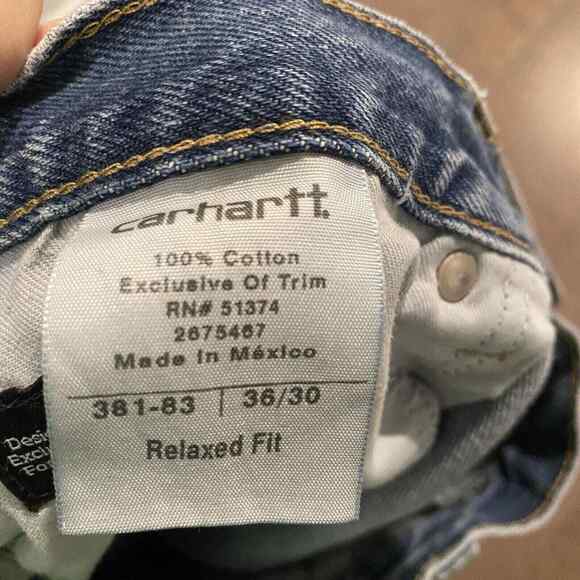 carhartt.
100% Cotton
Exclusive Of Trim
RN# 51374
2675467
Made In México
381-83 | 36/30
Relaxed Fit